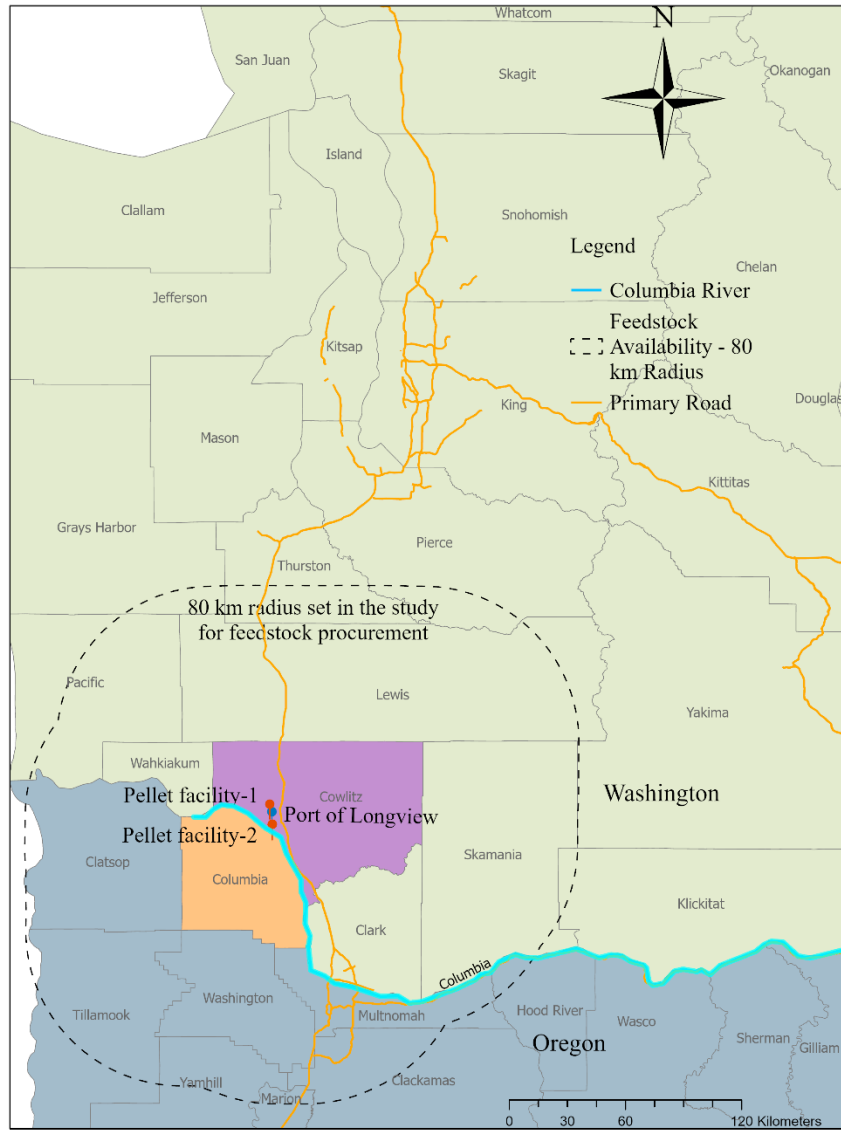 Whatcom
N
San Juan
Skagit
Okanogan
Island
Clallam
Snohomish
Legend
Chelan
Jefferson
Columbia River
Feedstock
Availability - 80
km Radius
Kitsap
Primary Road
Douglas
King
Mason
Kittitas
Grays Harbor
Pierce
Thurston
80 km radius set in the study
for feedstock procurement
Pacific
Lewis
Yakima
Wahkiakum
Pellet facility-1
Cowlitz
Washington
Port of Longview
Pellet facility-2
Clatsop
Skamania
Columbia
Klickitat
Clark
Columbia
Washington
Tillamook
Multnomah
Hood River
Wasco
Oregon
Sherman
Gilliam
Yamhill
Clackamas
Marion
0 30 60 120 Kilometers